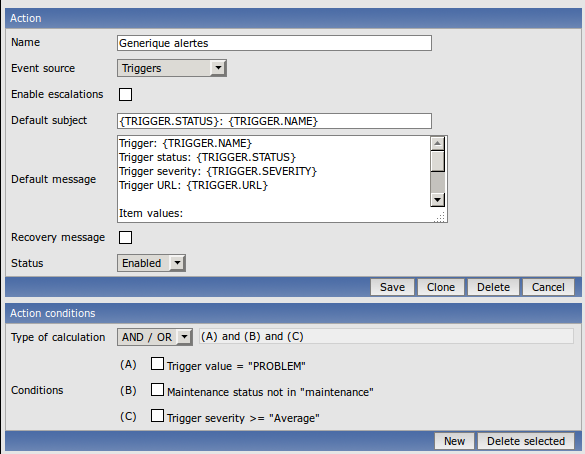 Action
Name Generique alertes
Event source Triggers
Enable escalations
Default subject {TRIGGER.STATUS}: {TRIGGER.NAME}
Default message
Trigger: {TRIGGER.NAME}
Trigger status: {TRIGGER.STATUS}
Trigger severity: {TRIGGER.SEVERITY}
Trigger URL: {TRIGGER.URL}
Item values:
Recovery message
Status Enabled
Save Clone Delete Cancel
Action conditions
Type of calculation AND / OR (A) and (B) and (C)
Conditions
(A) Trigger value = "PROBLEM"
(B) Maintenance status not in "maintenance"
(C) Trigger severity >= "Average"
New Delete selected